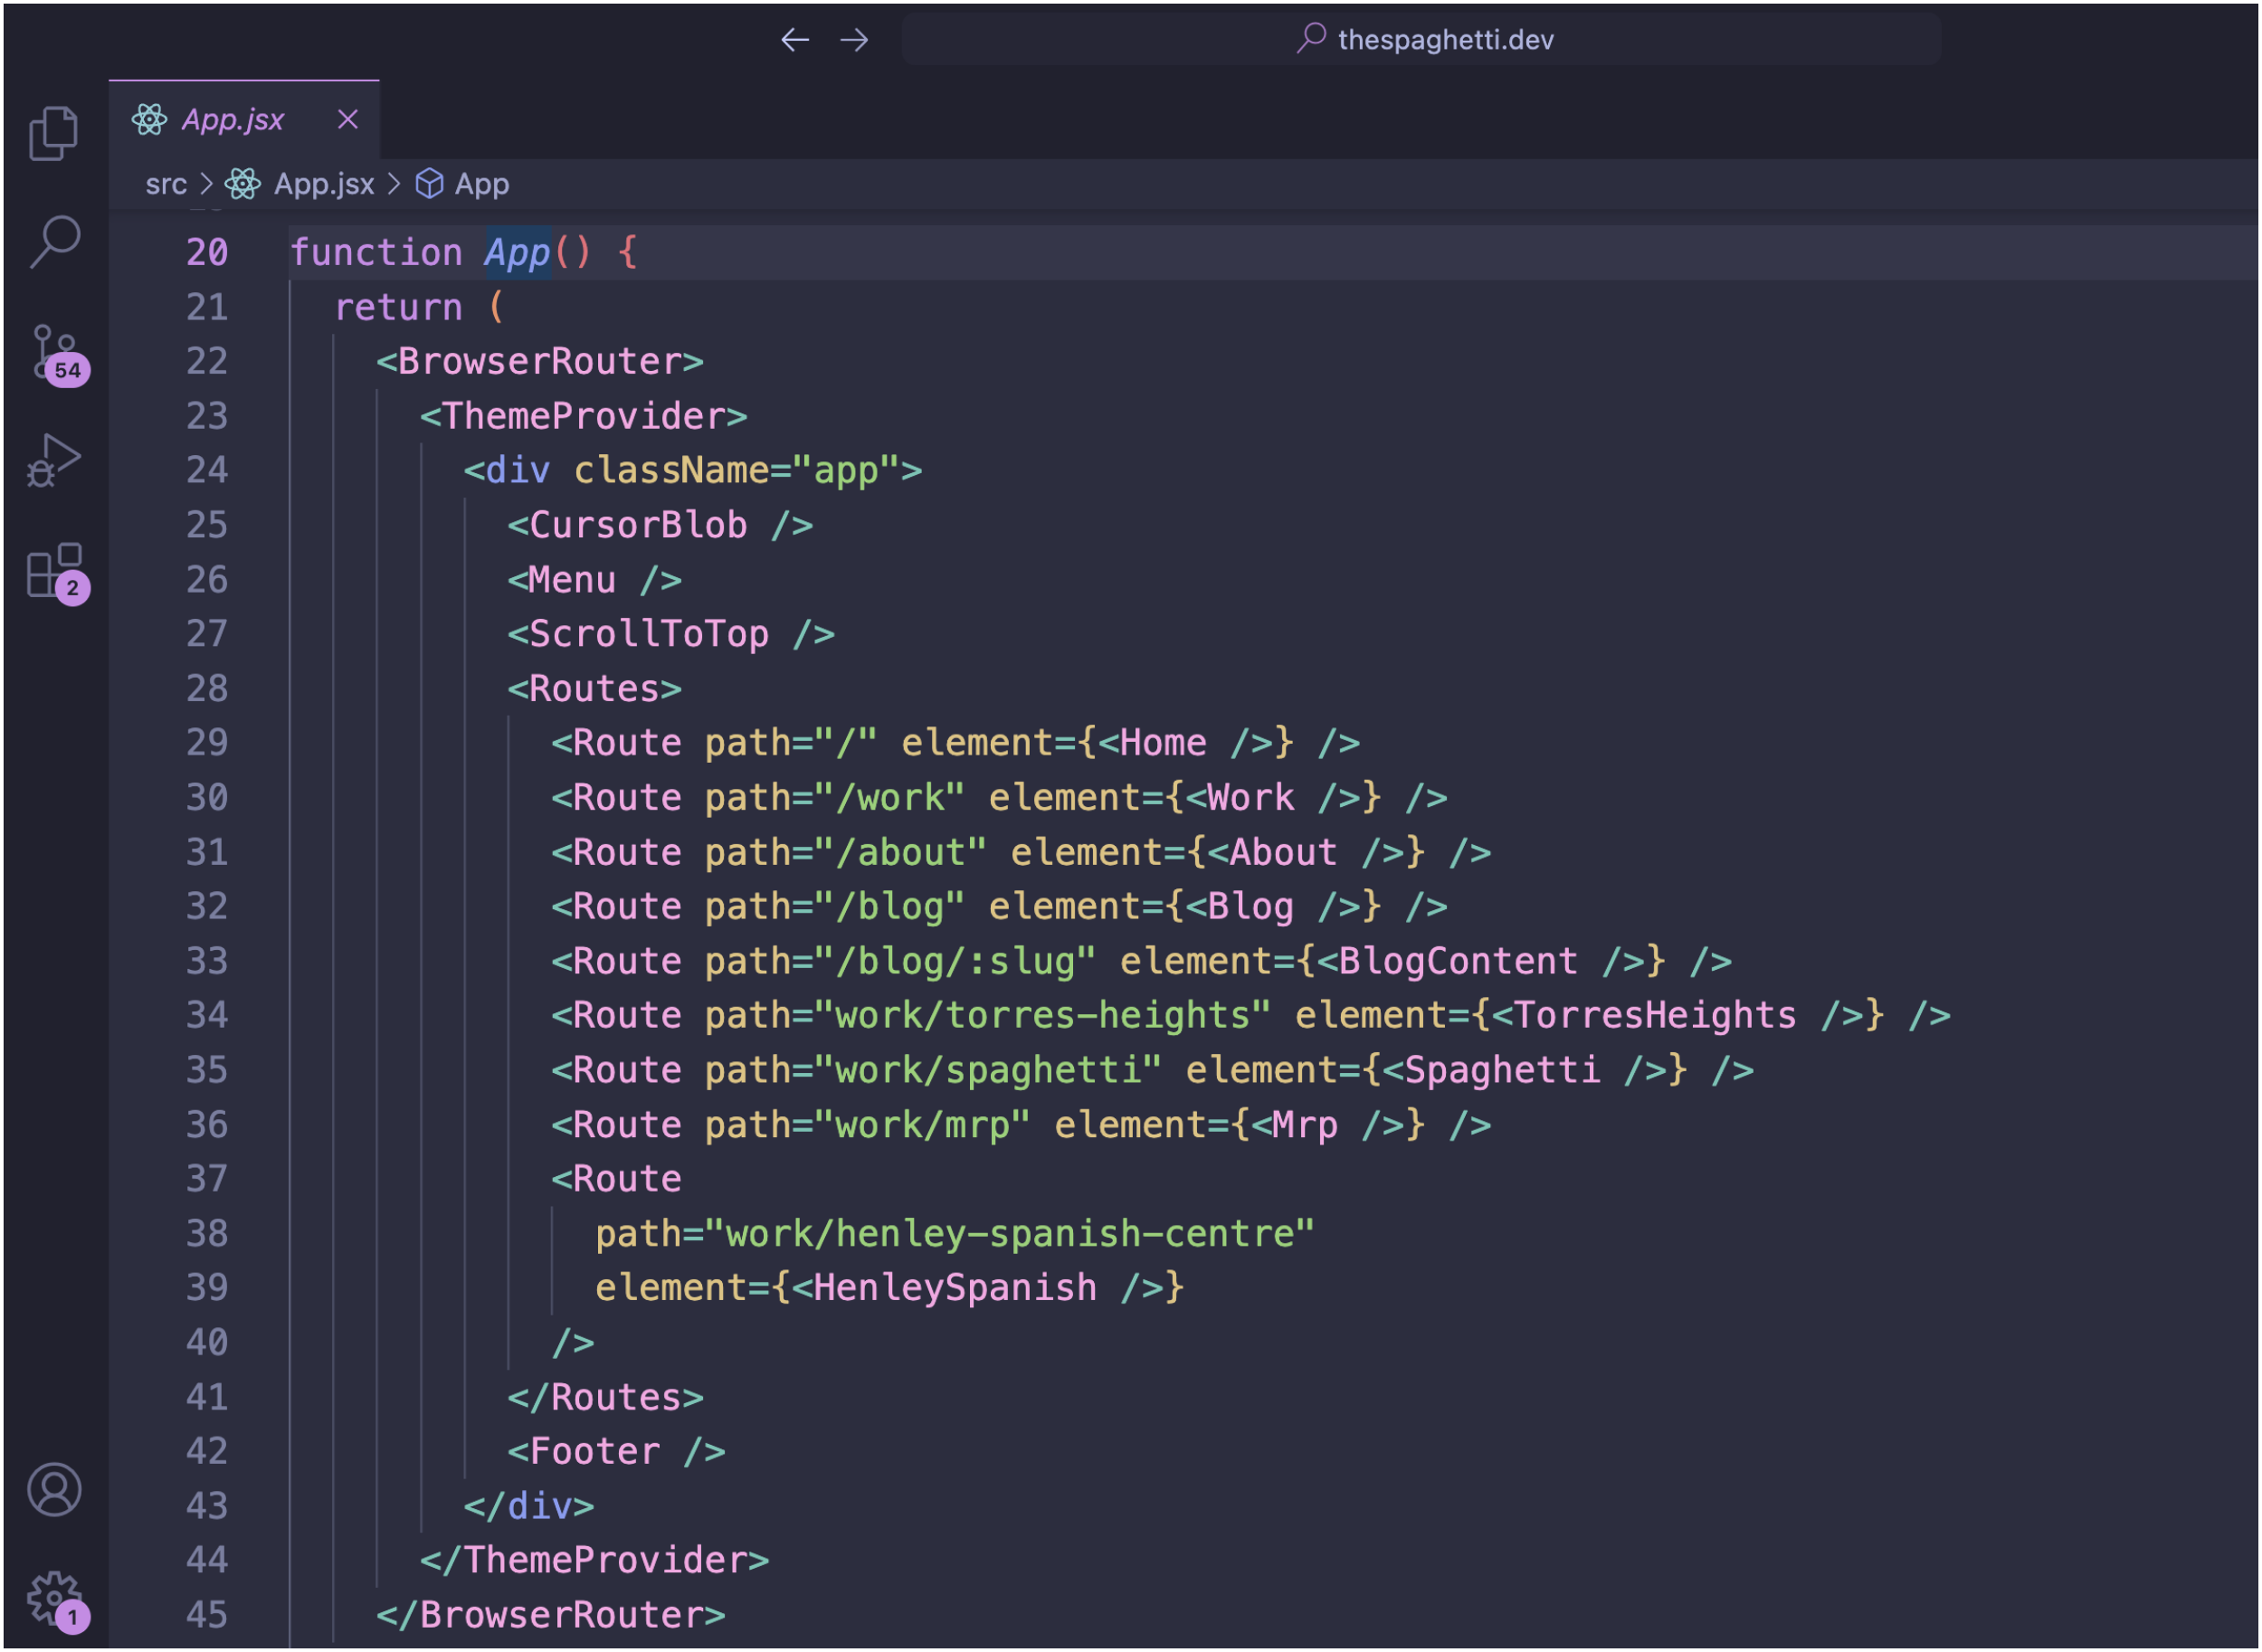 thespaghetti.dev
App.jsx
src > App.jsx > App
54
2
1
20 function App() {
21 return (
22 <BrowserRouter>
23 <ThemeProvider>
24 <div className="app">
25 <CursorBlob />
26 <Menu />
27 <ScrollToTop />
28 <Routes>
29 <Route path="/" element={<Home />} />
30 <Route path="/work" element={<Work />} />
31 <Route path="/about" element={<About />} />
32 <Route path="/blog" element={<Blog />} />
33 <Route path="/blog/:slug" element={<BlogContent />} />
34 <Route path="work/torres-heights" element={<TorresHeights />} />
35 <Route path="work/spaghetti" element={<Spaghetti />} />
36 <Route path="work/mrp" element={<Mrp />} />
37 <Route
38 path="work/henley-spanish-centre"
39 element={<HenleySpanish />}
40 />
41 </Routes>
42 <Footer />
43 </div>
44 </ThemeProvider>
45 </BrowserRouter>